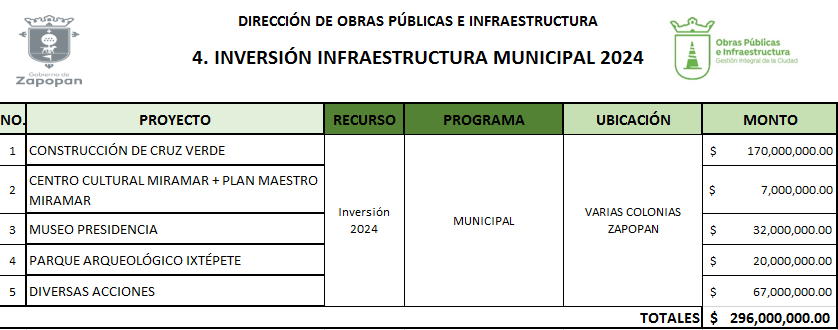 DIRECCIÓN DE OBRAS PÚBLICAS E INFRAESTRUCTURA
4. INVERSIÓN INFRAESTRUCTURA MUNICIPAL 2024
Gobierno de
Zapopan
Obras Públicas
e Infraestructura
Gestión Integral de la Ciudad
NO. PROYECTO RECURSO PROGRAMA UBICACIÓN MONTO
1 CONSTRUCCIÓN DE CRUZ VERDE $ 170,000,000.00
2 CENTRO CULTURAL MIRAMAR + PLAN MAESTRO
MIRAMAR $ 7,000,000.00
Inversión
2024
MUNICIPAL
VARIAS COLONIAS
ZAPOPAN
3 MUSEO PRESIDENCIA $ 32,000,000.00
4 PARQUE ARQUEOLÓGICO IXTÉPETE $ 20,000,000.00
5 DIVERSAS ACCIONES $ 67,000,000.00
TOTALES $ 296,000,000.00